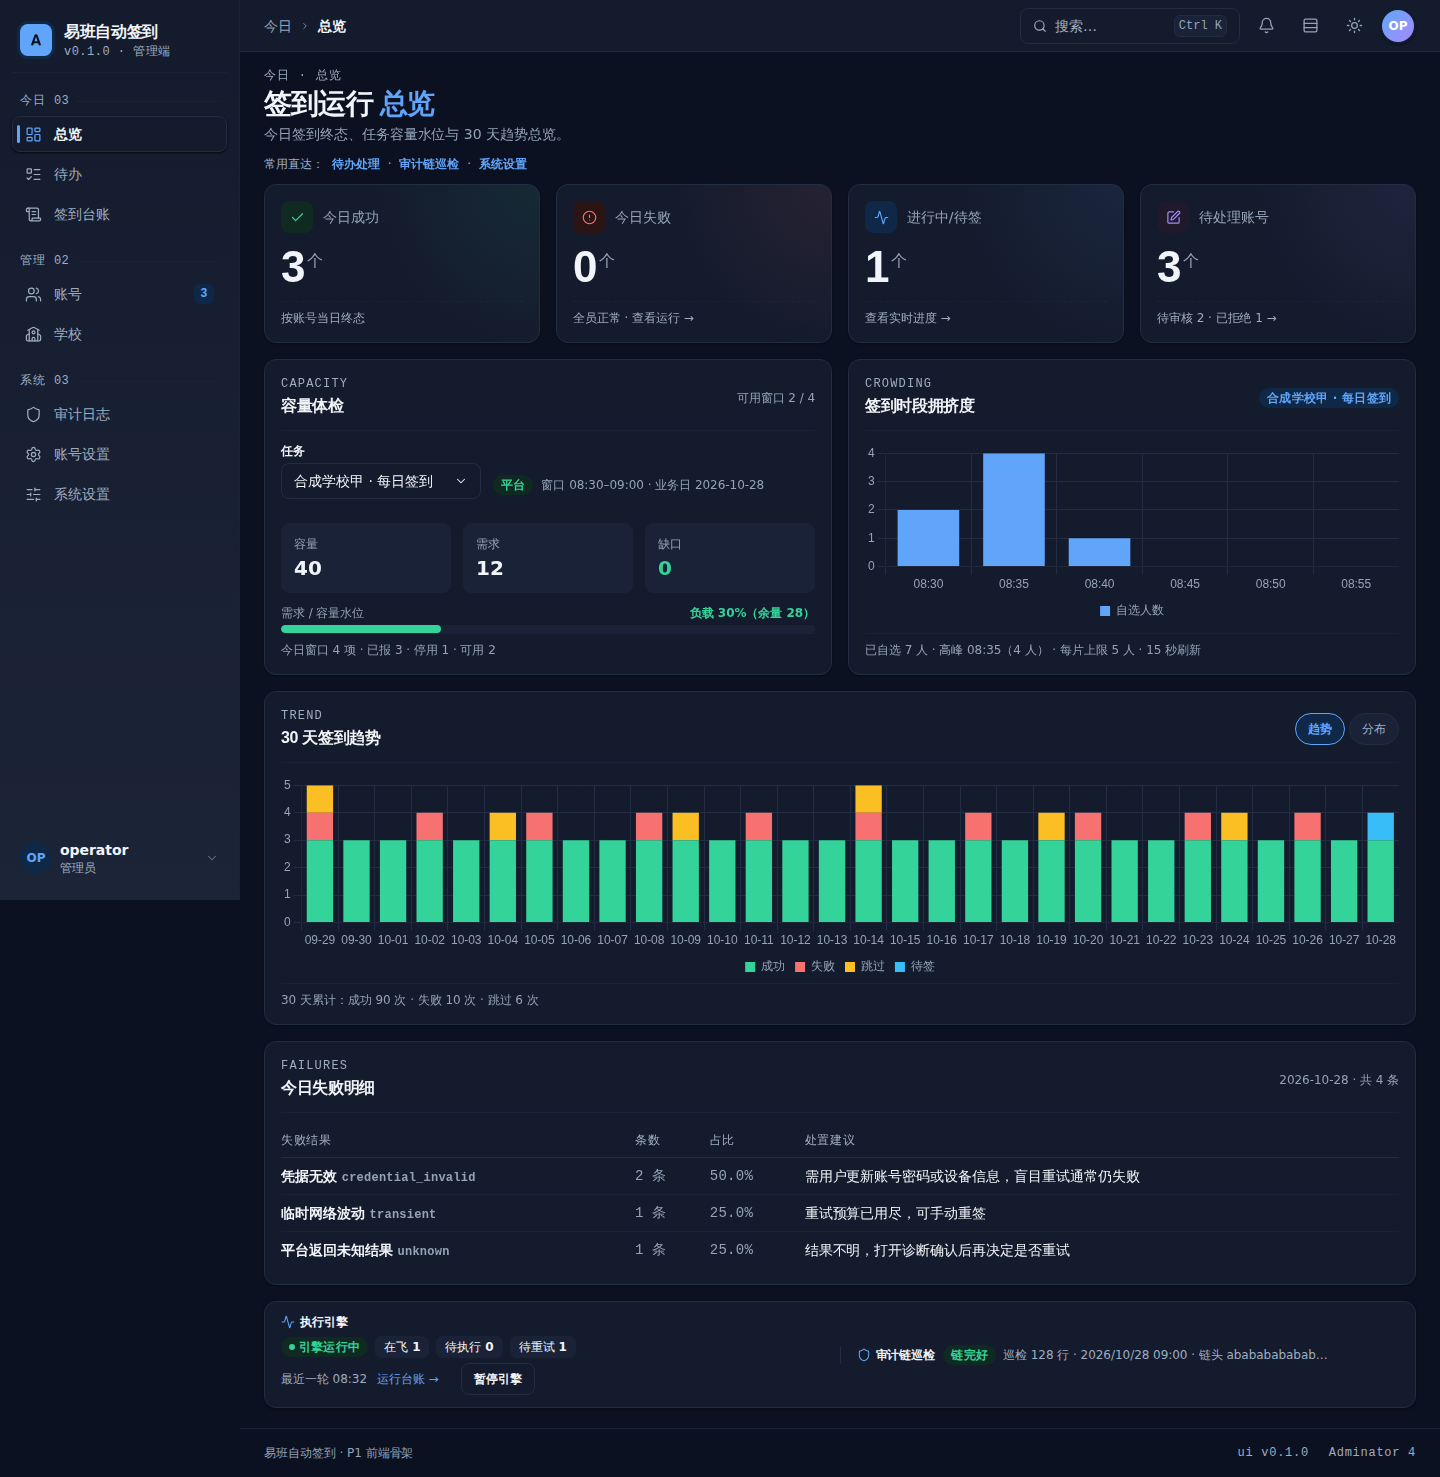 易班自动签到
v0.1.0 · 管理端
今日 03
总览
待办
签到台账
管理 02
账号 3
学校
系统 03
审计日志
账号设置
系统设置
OP operator
管理员
今日 › 总览
搜索… Ctrl K
OP
今日 · 总览
签到运行 总览
今日签到终态、任务容量水位与 30 天趋势总览。
常用直达： 待办处理 · 审计链巡检 · 系统设置
今日成功
3个
按账号当日终态
今日失败
0个
全员正常 · 查看运行 →
进行中/待签
1个
查看实时进度 →
待处理账号
3个
待审核 2 · 已拒绝 1 →
CAPACITY
容量体检
可用窗口 2 / 4
任务
合成学校甲 · 每日签到 平台 窗口 08:30–09:00 · 业务日 2026-10-28
容量 需求 缺口
40 12 0
需求 / 容量水位 负载 30%（余量 28）
今日窗口 4 项 · 已报 3 · 停用 1 · 可用 2
CROWDING
签到时段拥挤度
合成学校甲 · 每日签到
4
3
2
1
0
08:30 08:35 08:40 08:45 08:50 08:55
自选人数
已自选 7 人 · 高峰 08:35（4 人） · 每片上限 5 人 · 15 秒刷新
TREND
30 天签到趋势
趋势 分布
5
4
3
2
1
0
09-29 09-30 10-01 10-02 10-03 10-04 10-05 10-06 10-07 10-08 10-09 10-10 10-11 10-12 10-13 10-14 10-15 10-16 10-17 10-18 10-19 10-20 10-21 10-22 10-23 10-24 10-25 10-26 10-27 10-28
成功 失败 跳过 待签
30 天累计：成功 90 次 · 失败 10 次 · 跳过 6 次
FAILURES
今日失败明细
2026-10-28 · 共 4 条
失败结果 条数 占比 处置建议
凭据无效 credential_invalid 2 条 50.0% 需用户更新账号密码或设备信息，盲目重试通常仍失败
临时网络波动 transient 1 条 25.0% 重试预算已用尽，可手动重签
平台返回未知结果 unknown 1 条 25.0% 结果不明，打开诊断确认后再决定是否重试
执行引擎
引擎运行中 在飞 1 待执行 0 待重试 1
最近一轮 08:32 运行台账 → 暂停引擎
审计链巡检 链完好 巡检 128 行 · 2026/10/28 09:00 · 链头 abababababab…
易班自动签到 · P1 前端骨架
ui v0.1.0 Adminator 4